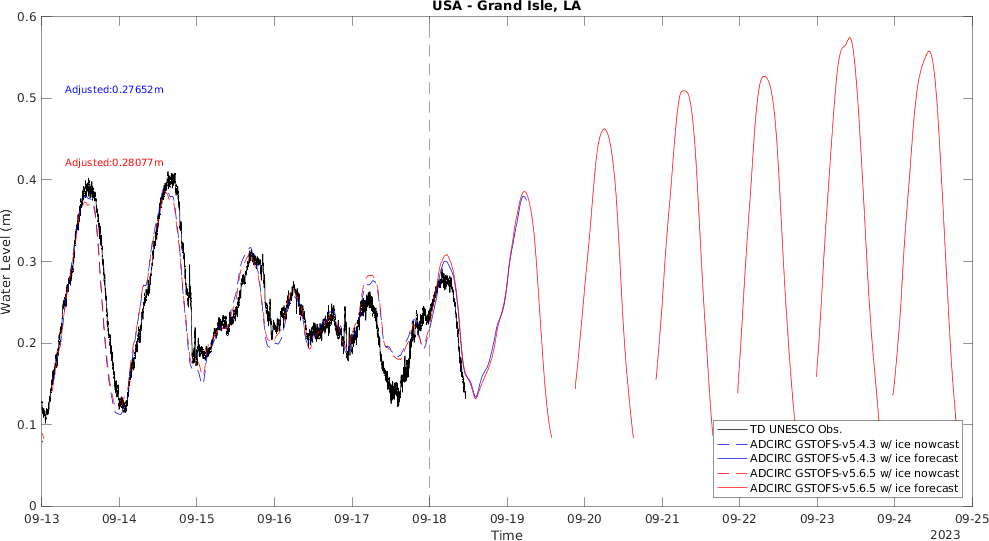 USA - Grand Isle, LA
0.6
0.5
0.4
0.3
0.2
0.1
0
Water Level (m)
Adjusted:0.27652m
Adjusted:0.28077m
TD UNESCO Obs.
ADCIRC GSTOFS-v5.4.3 w/ ice nowcast
ADCIRC GSTOFS-v5.4.3 w/ ice forecast
ADCIRC GSTOFS-v5.6.5 w/ ice nowcast
ADCIRC GSTOFS-v5.6.5 w/ ice forecast
09-13 09-14 09-15 09-16 09-17 09-18 09-19 09-20 09-21 09-22 09-23 09-24 09-25
Time
2023